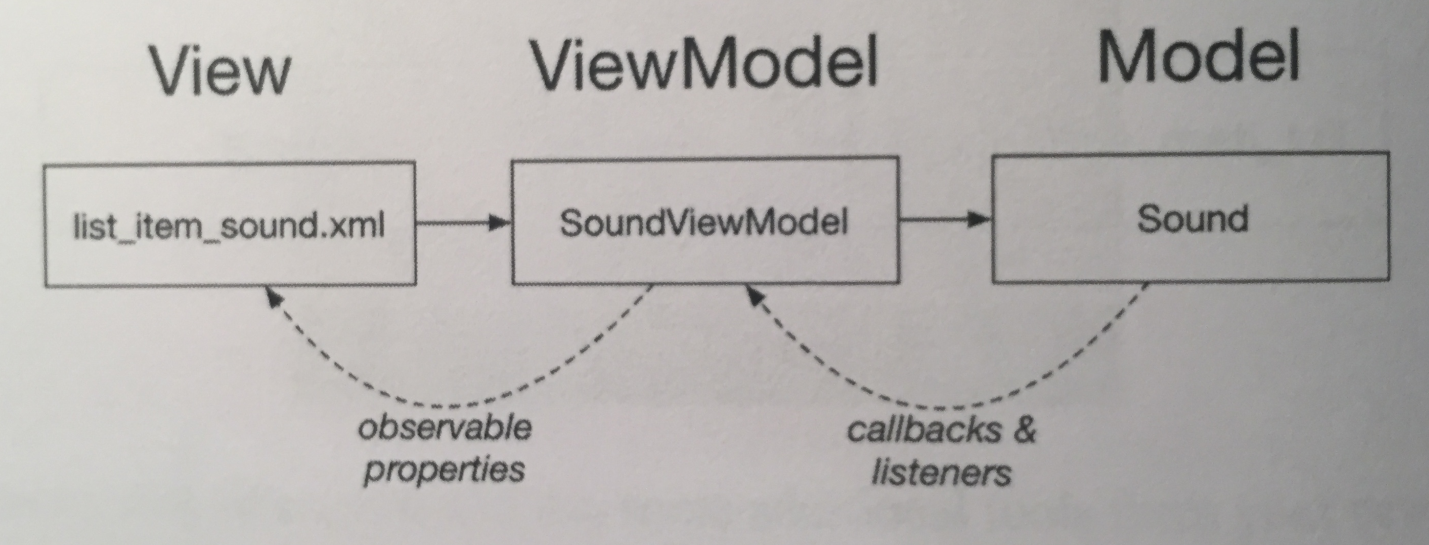 View
ViewModel
Model
list_item_sound.xml
SoundViewModel
Sound
observable
properties
callbacks &
listeners